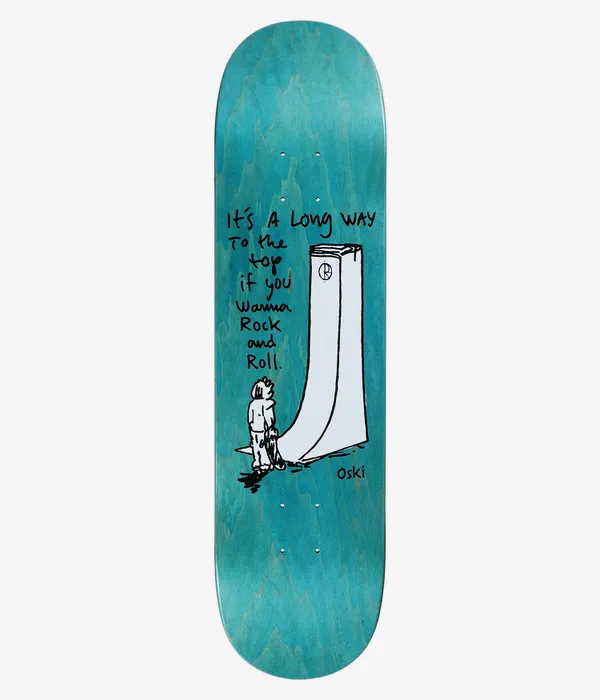 It's A Long WAY
To the
top
if you
Wanna
Rock
and
Roll.
R
Oski